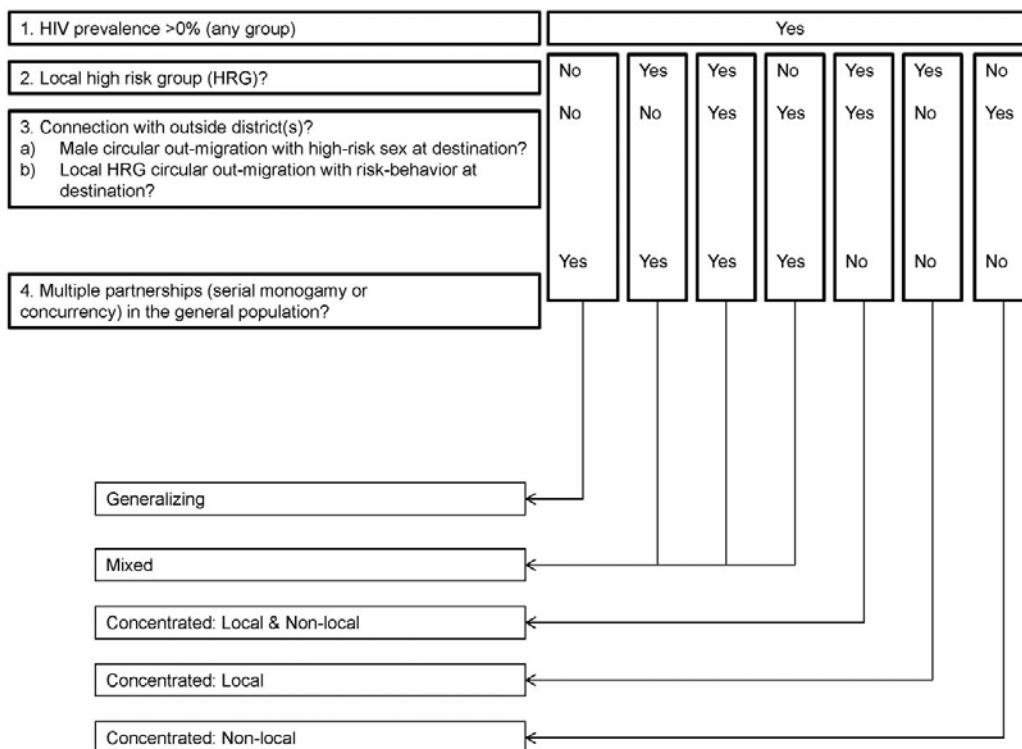 1. HIV prevalence >0% (any group)
Yes
2. Local high risk group (HRG)?
No Yes Yes No Yes Yes No
3. Connection with outside district(s)?
a) Male circular out-migration with high-risk sex at destination?
b) Local HRG circular out-migration with risk-behavior at
destination?
No No Yes Yes Yes No Yes
4. Multiple partnerships (serial monogamy or
concurrency) in the general population?
Yes Yes Yes Yes No No No
Generalizing
Mixed
Concentrated: Local & Non-local
Concentrated: Local
Concentrated: Non-local